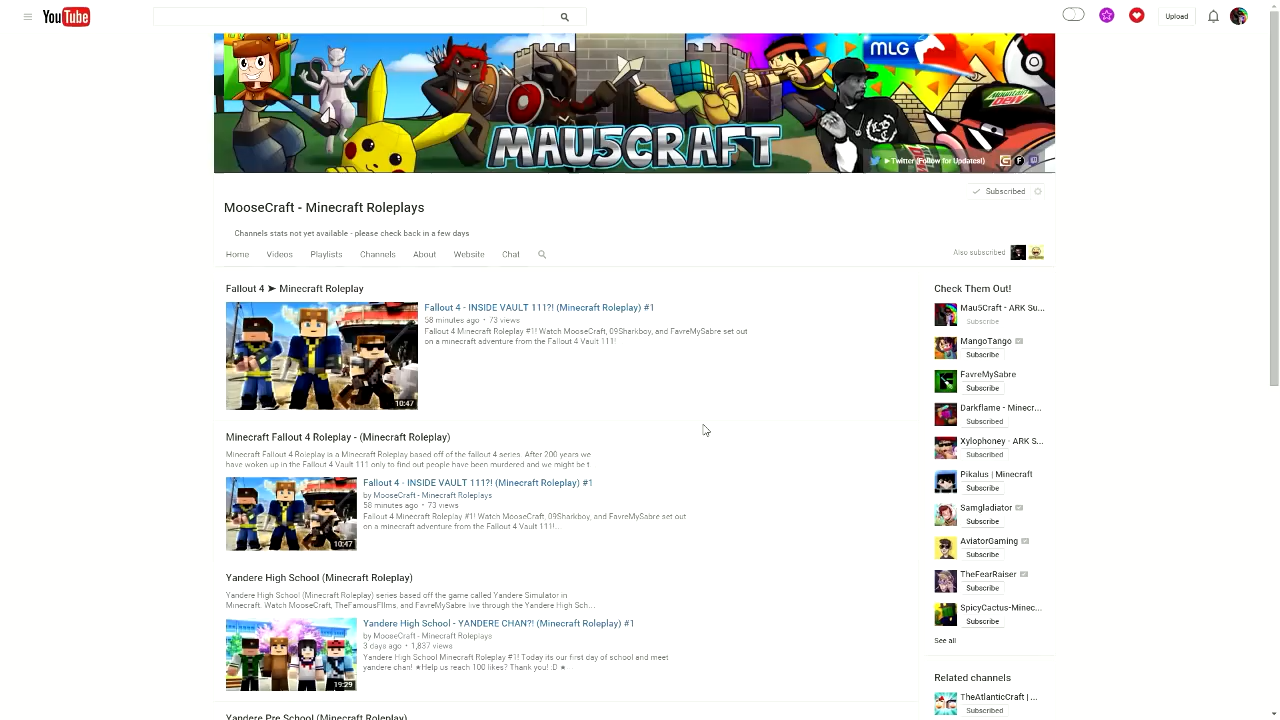 YouTube
Upload
MLG
MAU5CRAFT
Twitter (Follow for Updates!)
Subscribed
MooseCraft - Minecraft Roleplays
Channels stats not yet available - please check back in a few days
Home Videos Playlists Channels About Website Chat
Also subscribed
Fallout 4 ➤ Minecraft Roleplay
Fallout 4 - INSIDE VAULT 111?! (Minecraft Roleplay) #1
58 minutes ago • 73 views
Fallout 4 Minecraft Roleplay #1! Watch MooseCraft, 09Sharkboy, and FavreMySabre set out
on a minecraft adventure from the Fallout 4 Vault 111!
10:47
Minecraft Fallout 4 Roleplay - (Minecraft Roleplay)
Minecraft Fallout 4 Roleplay is a Minecraft Roleplay based off of the fallout 4 series. After 200 years we
have woken up in the Fallout 4 Vault 111 only to find out people have been murdered and we might be t
Fallout 4 - INSIDE VAULT 111?! (Minecraft Roleplay) #1
by MooseCraft - Minecraft Roleplays
58 minutes ago • 73 views
Fallout 4 Minecraft Roleplay #1! Watch MooseCraft, 09Sharkboy, and FavreMySabre set out
on a minecraft adventure from the Fallout 4 Vault 111!...
10:47
Yandere High School (Minecraft Roleplay)
Yandere High School (Minecraft Roleplay) series based off the game called Yandere Simulator in
Minecraft. Watch MooseCraft, TheFamousFIlms, and FavreMySabre live through the Yandere High Sch...
Yandere High School - YANDERE CHAN?! (Minecraft Roleplay) #1
by MooseCraft - Minecraft Roleplays
3 days ago • 1,837 views
Yandere High School Minecraft Roleplay #1! Today its our first day of school and meet
yandere chan! ★Help us reach 100 likes? Thank you! :D ★
19:29
Yandere Pre School (Minecraft Roleplay)
Check Them Out!
Mau5Craft - ARK Su...
Subscribe
MangoTango
Subscribe
FavreMySabre
Subscribe
Darkflame - Minecr...
Subscribed
Xylophoney - ARK S...
Subscribed
Pikalus | Minecraft
Subscribe
Samgladiator
Subscribe
AviatorGaming
Subscribe
TheFearRaiser
Subscribe
SpicyCactus-Minec...
Subscribe
See all
Related channels
TheAtlanticCraft | ...
Subscribed